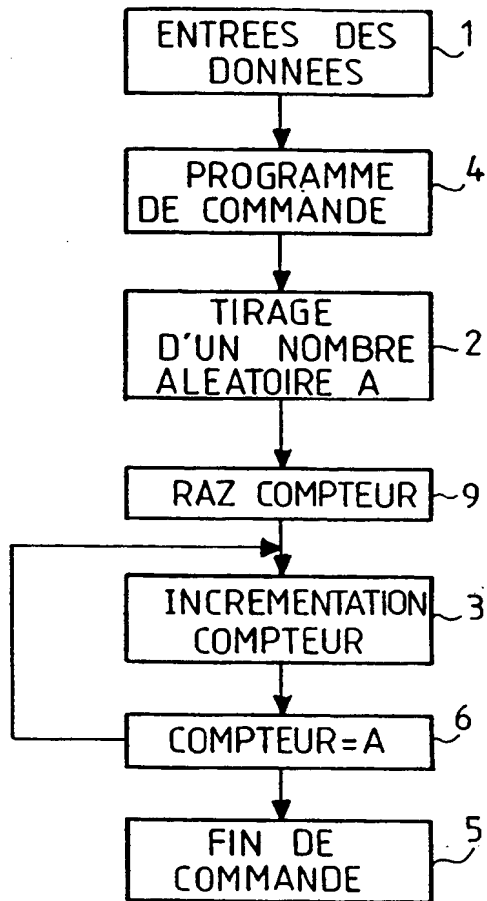 ENTREES DES
DONNEES
1
PROGRAMME
DE COMMANDE
4
TIRAGE
D'UN NOMBRE
ALEATOIRE A
2
RAZ COMPTEUR
9
INCREMENTATION
COMPTEUR
3
COMPTEUR=A
6
FIN DE
COMMANDE
5